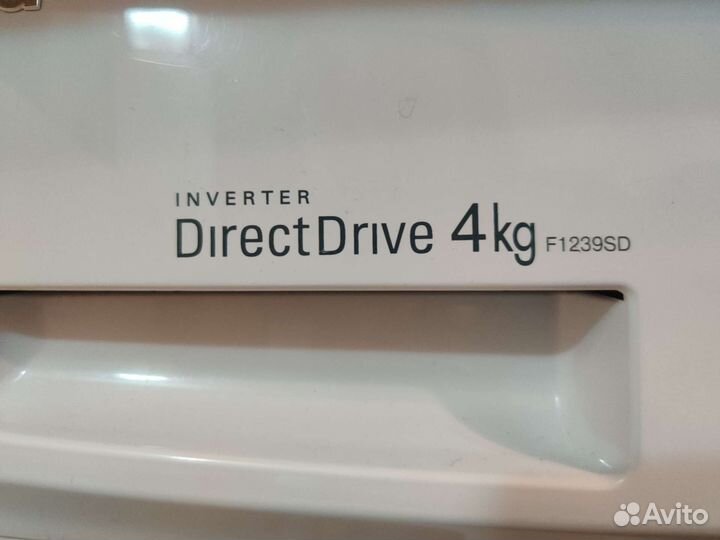 INVERTER
DirectDrive 4kg F1239SD
Avito